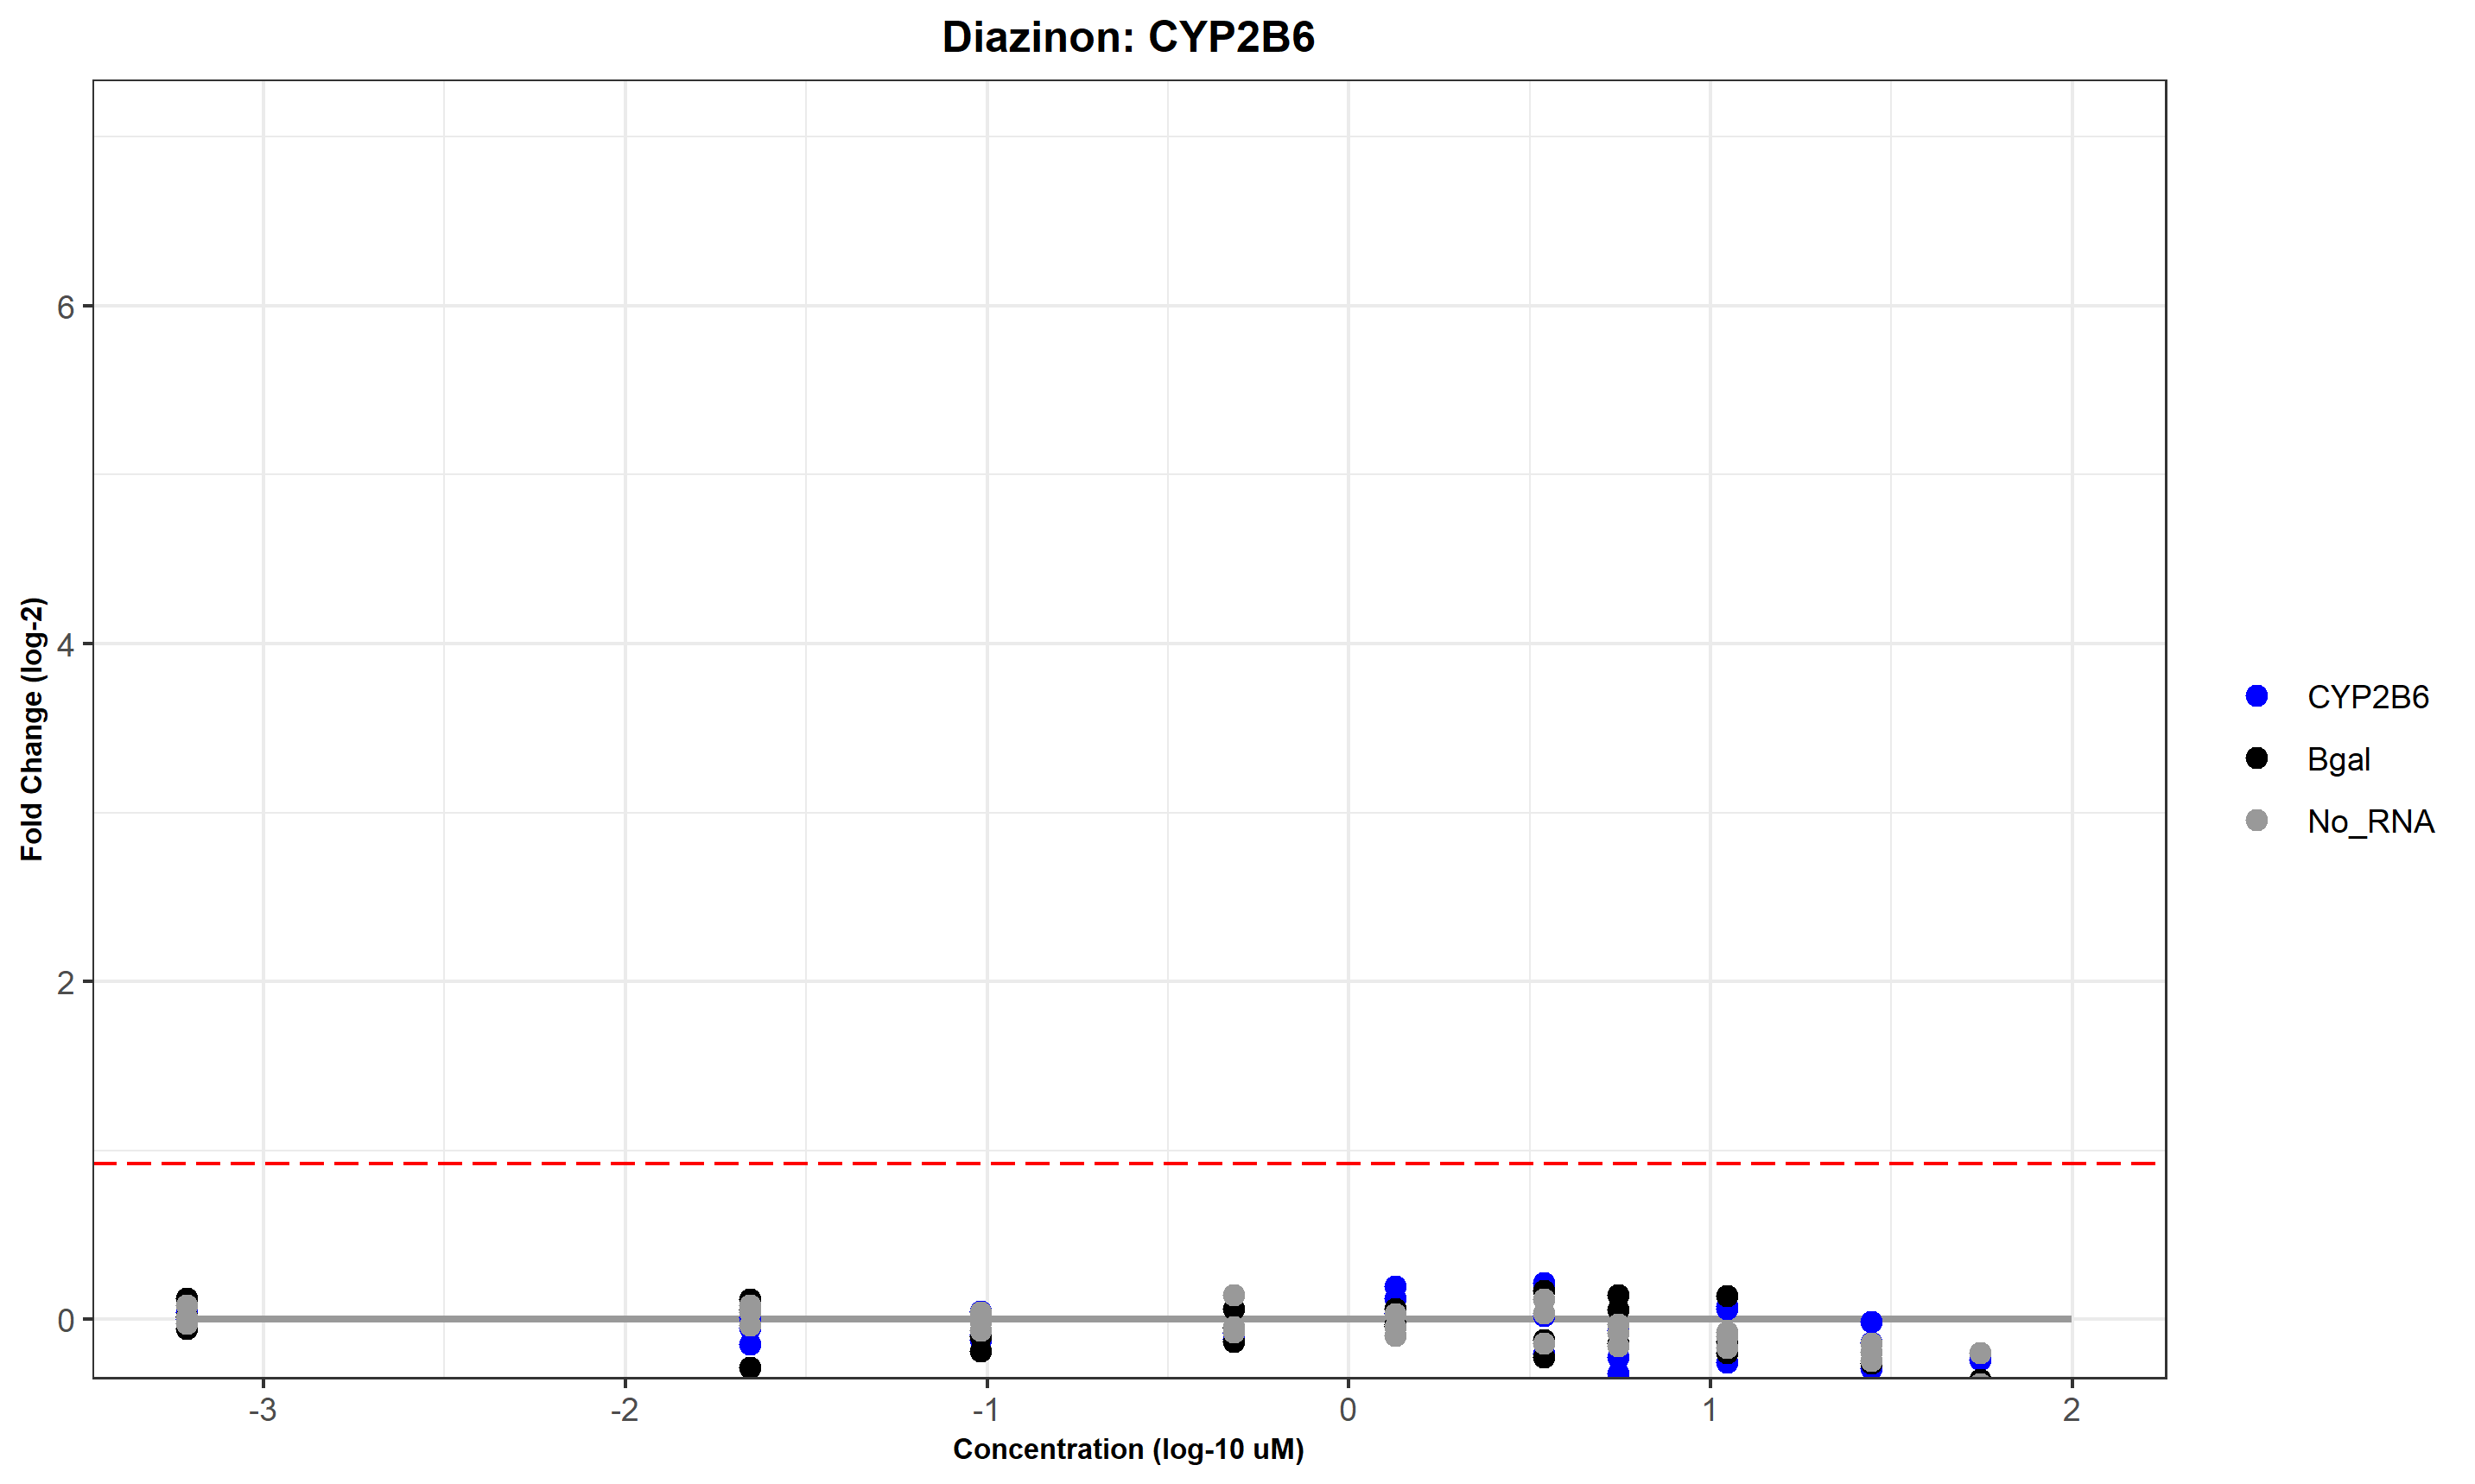 Diazinon: CYP2B6
Fold Change (log-2)
6
4
2
0
-3
-2
-1
0
1
2
Concentration (log-10 uM)
CYP2B6
Bgal
No_RNA